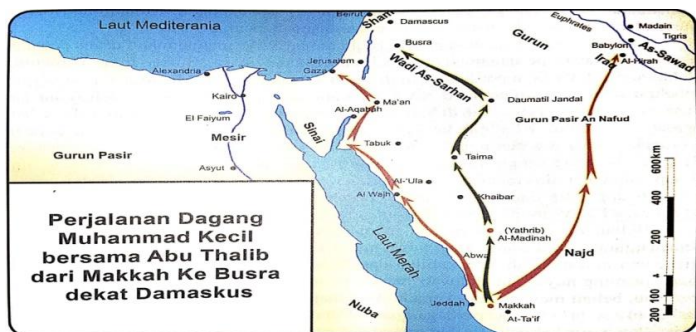 Laut Mediterania
Beirut
Sham
Damascus
Busra
Euphrates
Madain
Tigris
As-Sawad
Babylon
Al-Hirah
Iraq
Gurun
Wadi As-Sarhan
Alexandria
Jerusalem
Gaza
Kairo
Ma'an
Al-Aqabah
Daumatil Jandal
El Faiyum
Mesir
Sinai
Gurun Pasir An Nafud
Tabuk
Gurun Pasir
Asyut
Taima
Al-'Ula
Al Wajh
Khaibar
(Yathrib)
Al-Madinah
Abwa
Najd
Laut Merah
Nuba
Jeddah
Makkah
At-Ta'if
600km
400
200
100
200
Perjalanan Dagang
Muhammad Kecil
bersama Abu Thalib
dari Makkah Ke Busra
dekat Damaskus